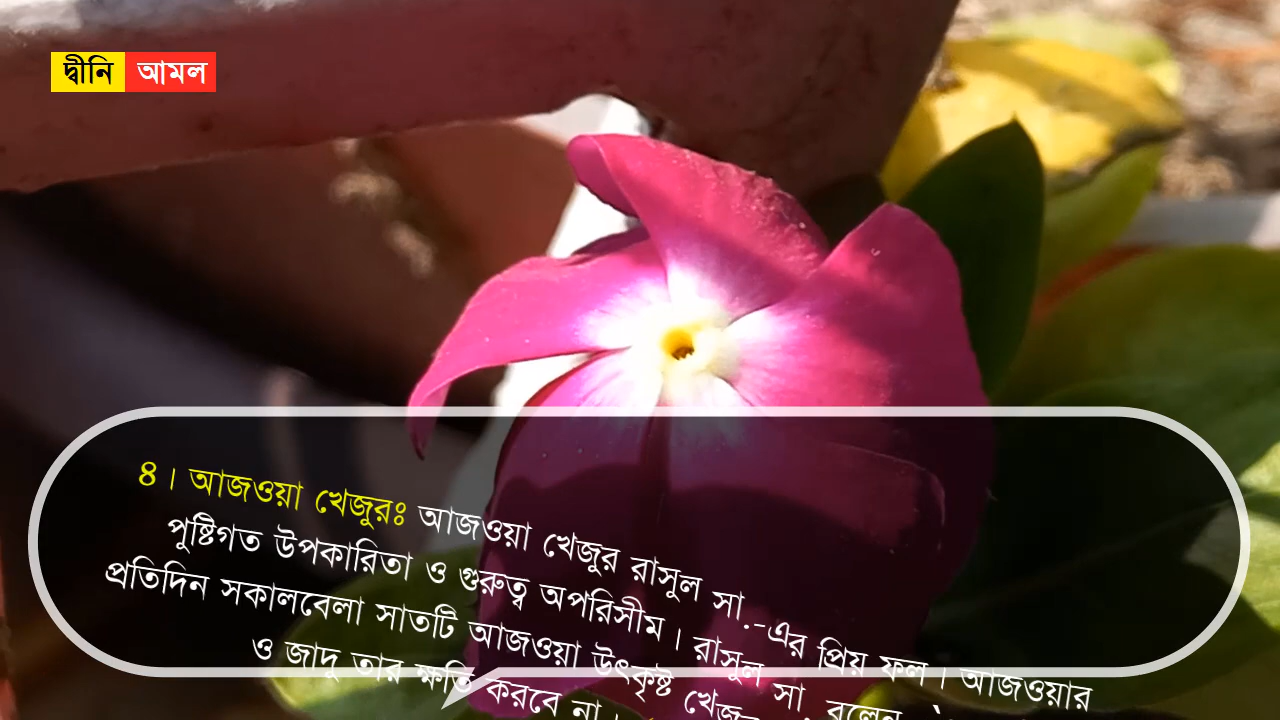 দ্বীনি আমল
৪। আজওয়া খেজুরঃ আজওয়া খেজুর রাসুল সা.-এর প্রিয় ফল। আজওয়ার
পুষ্টিগত উপকারিতা ও গুরুত্ব অপরিসীম। রাসুল সা. বলেন,
প্রতিদিন সকালবেলা সাতটি আজওয়া উৎকৃষ্ট
ও জাদু তার ক্ষতি করবে না।